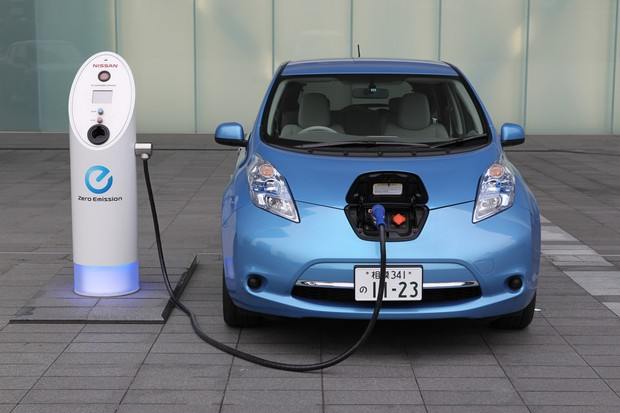 NISSAN
e
Zero Emission
相模 341
の 11-23